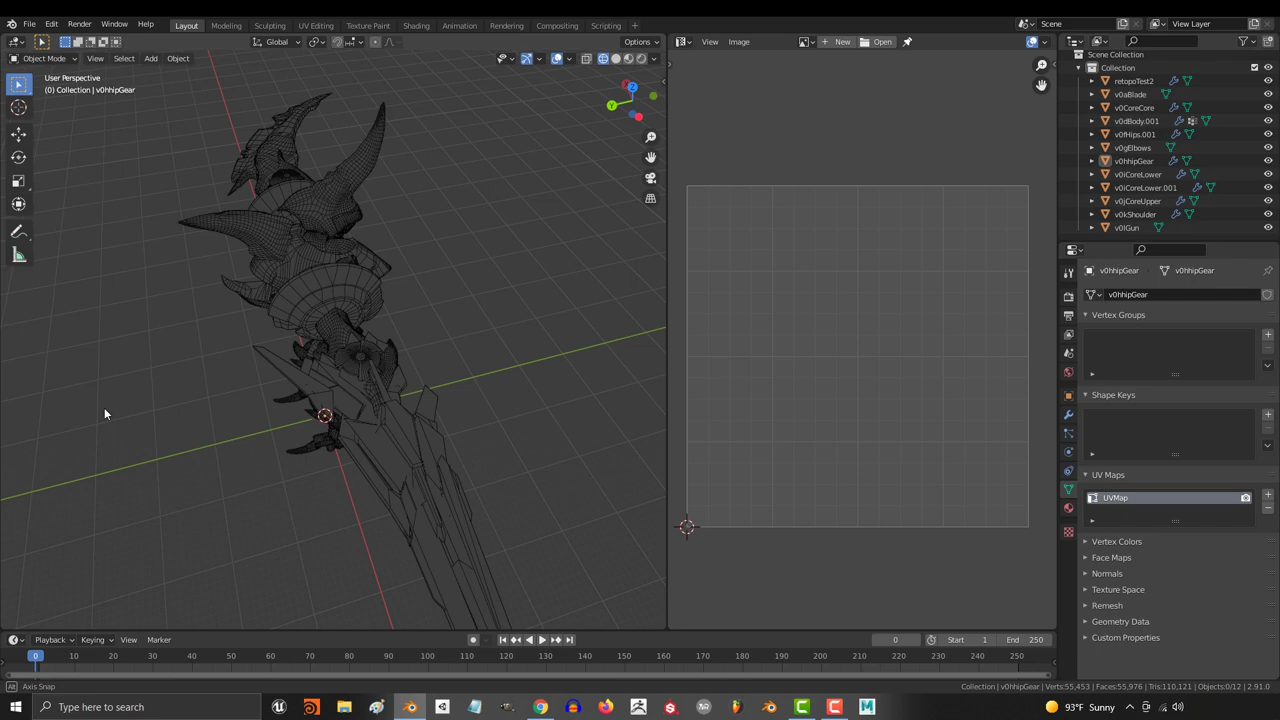 File Edit Render Window Help Layout Modeling Sculpting UV Editing Texture Paint Shading Animation Rendering Compositing Scripting + Scene View Layer
Global Options View Image New Open
Object Mode View Select Add Object
User Perspective
(0) Collection | v0hhipGear
Z
Y
Scene Collection
Collection
retopoTest2
v0aBlade
v0CoreCore
v0dBody.001
v0fHips.001
v0gElbows
v0hhipGear
v0iCoreLower
v0iCoreLower.001
v0jCoreUpper
v0kShoulder
v0lGun
v0hhipGear v0hhipGear
v0hhipGear
Vertex Groups
Shape Keys
UV Maps
UVMap
Vertex Colors
Face Maps
Normals
Texture Space
Remesh
Geometry Data
Custom Properties
Playback Keying View Marker 0 Start 1 End 250
0 10 20 30 40 50 60 70 80 90 100 110 120 130 140 150 160 170 180 190 200 210 220 230 240 250
Alt Axis Snap Collection | v0hhipGear | Verts:55,453 | Faces:55,976 | Tris:110,121 | Objects:0/12 | 2.91.0
Type here to search 93°F Sunny